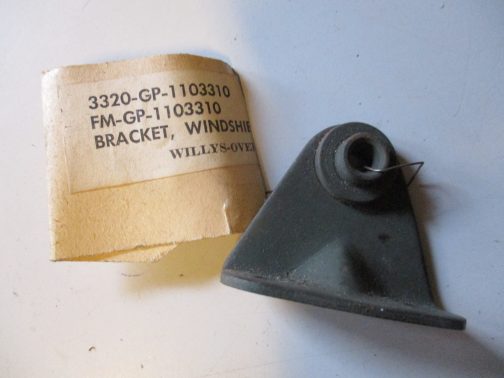 3320-GP-1103310
FM-GP-1103310
BRACKET, WINDSHIE
WILLYS-OVER